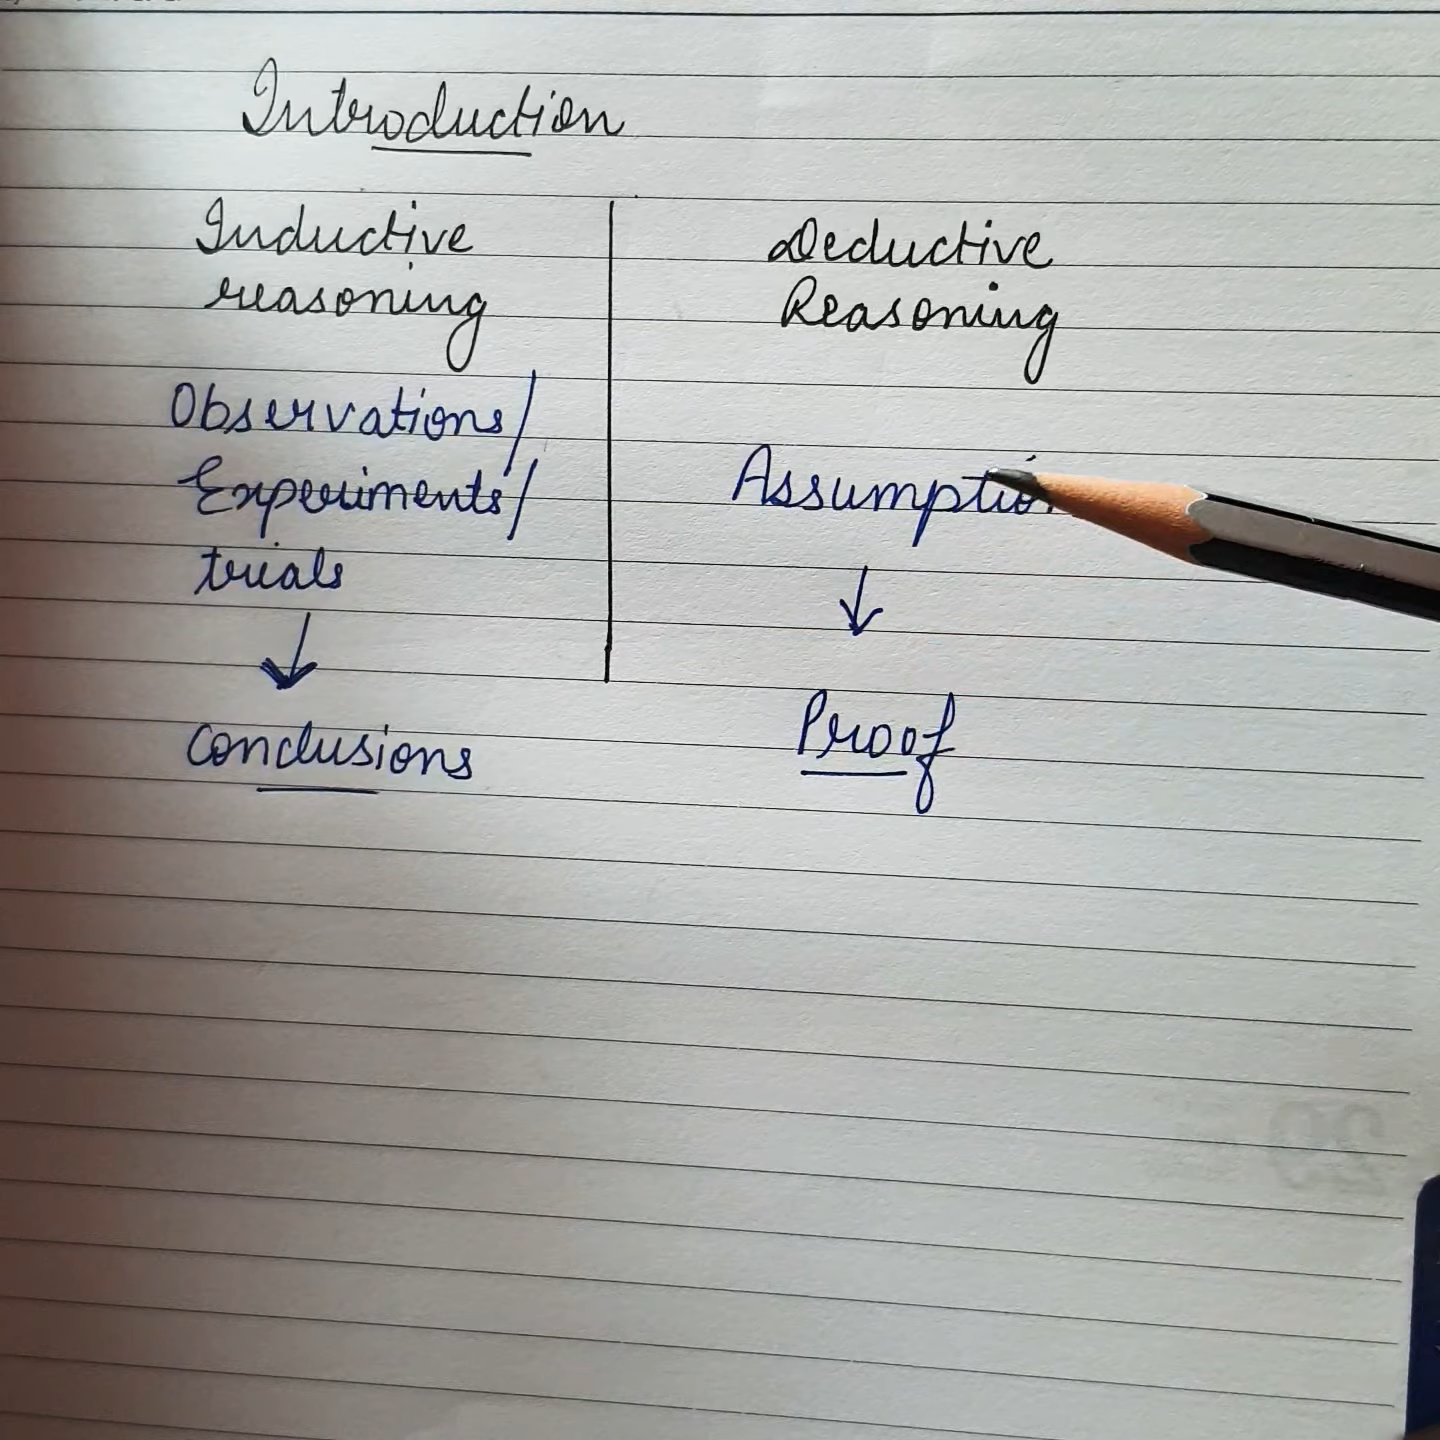 Introduction
Inductive
reasoning
Observations/
Experiments/
trials
↓
Conclusions
Deductive
Reasoning
Assumptio
↓
Proof